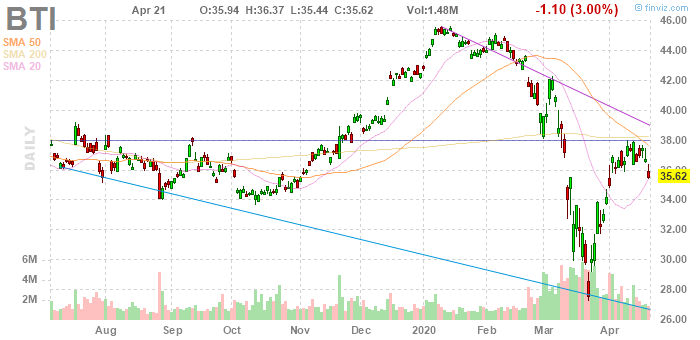 BTI
Apr 21
O:35.94 H:36.37 L:35.44 C:35.62
Vol:1.48M
-1.10 (3.00%)
© finviz.com
SMA 50
SMA 200
SMA 20
DAILY
46.00
44.00
42.00
40.00
38.00
36.00
35.62
34.00
32.00
30.00
28.00
26.00
6M
4M
2M
Aug
Sep
Oct
Nov
Dec
2020
Feb
Mar
Apr